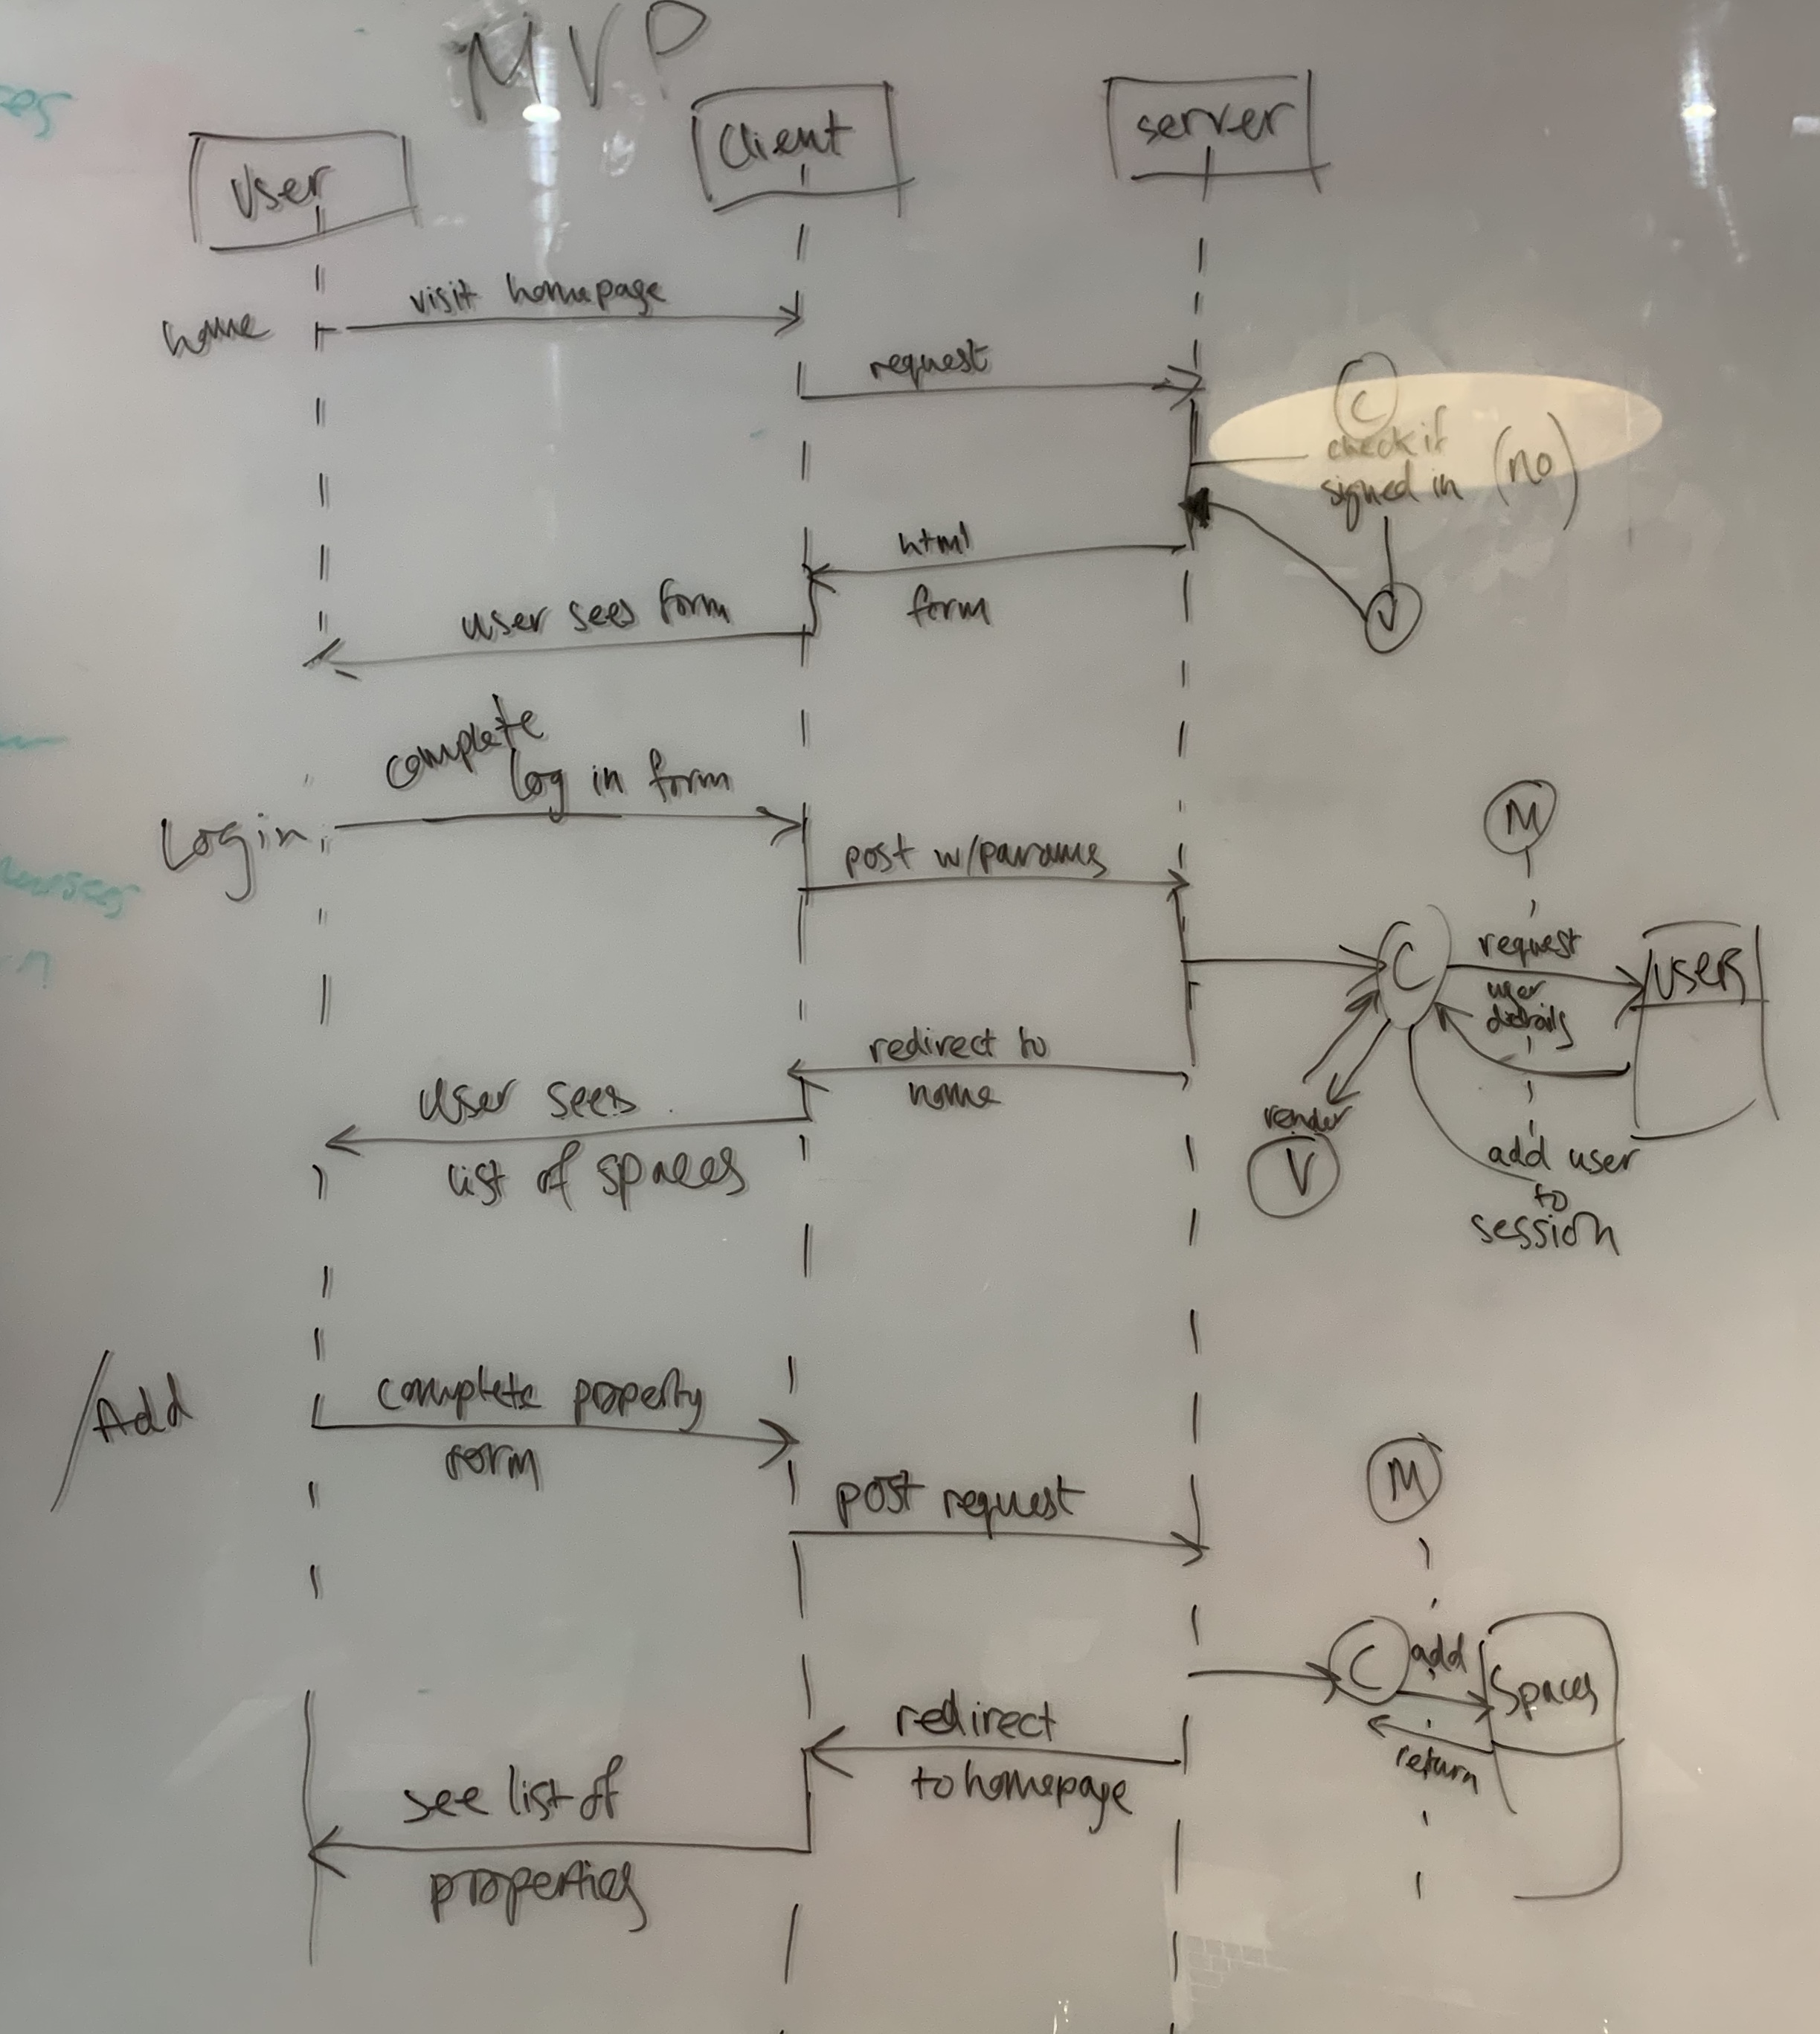 MVP
User
Client
server
home
visit homepage
request
C
check if
signed in (no)
html
form
V
user sees form
complete
log in form
Login
post w/params
M
C
request
user
details
USER
redirect to
home
render
V
add user
to
session
User sees
list of spaces
/Add
complete property
form
post request
M
C
add
Spaces
return
redirect
to homepage
see list of
properties